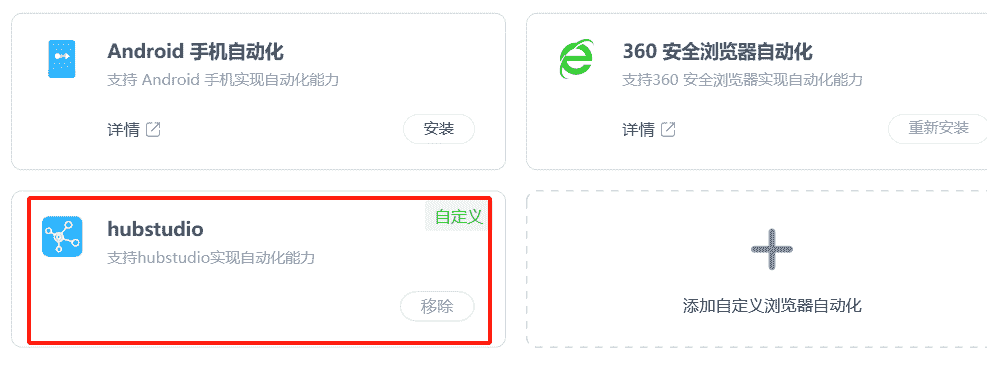 Android 手机自动化
支持 Android 手机实现自动化能力
详情
安装
360 安全浏览器自动化
支持360 安全浏览器实现自动化能力
详情
重新安装
hubstudio
自定义
支持hubstudio实现自动化能力
移除
添加自定义浏览器自动化